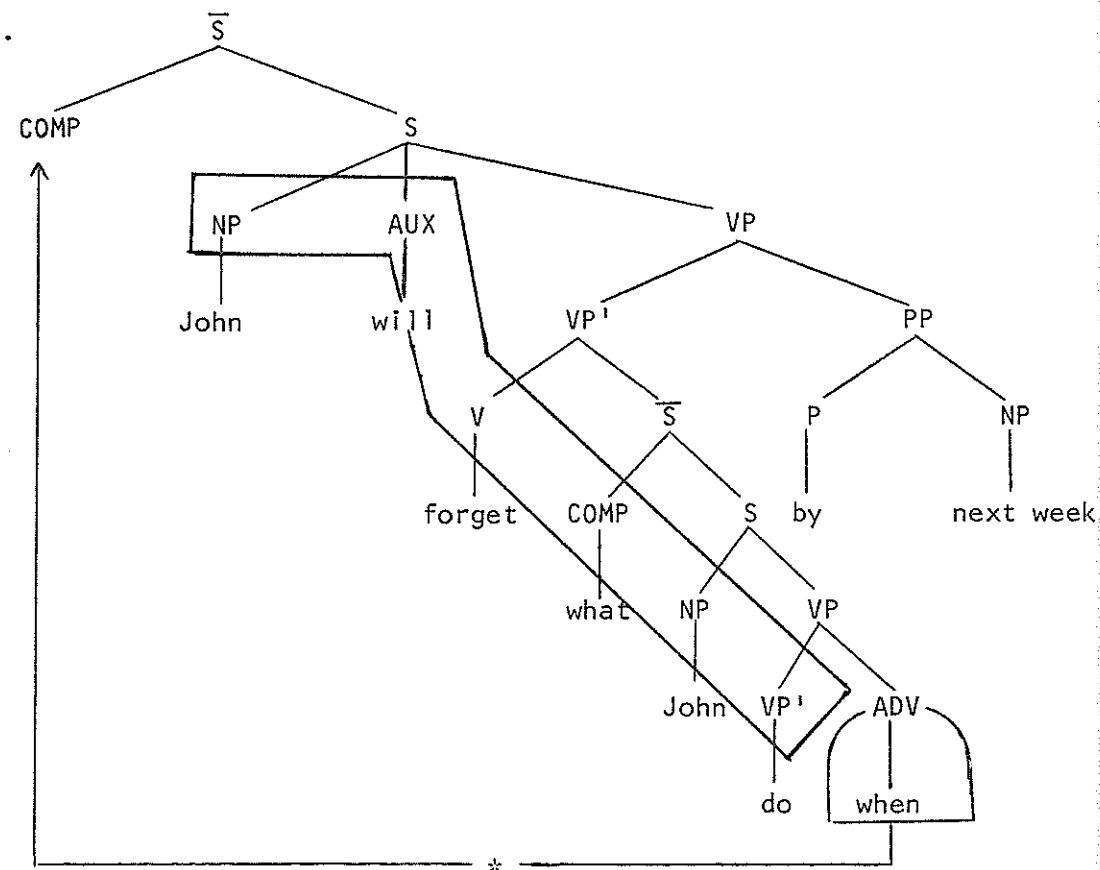 . S̅
COMP S
NP AUX VP
John will VP' PP
V S̅ P NP
forget COMP S by next week
what NP VP
John VP' ADV
do when
*